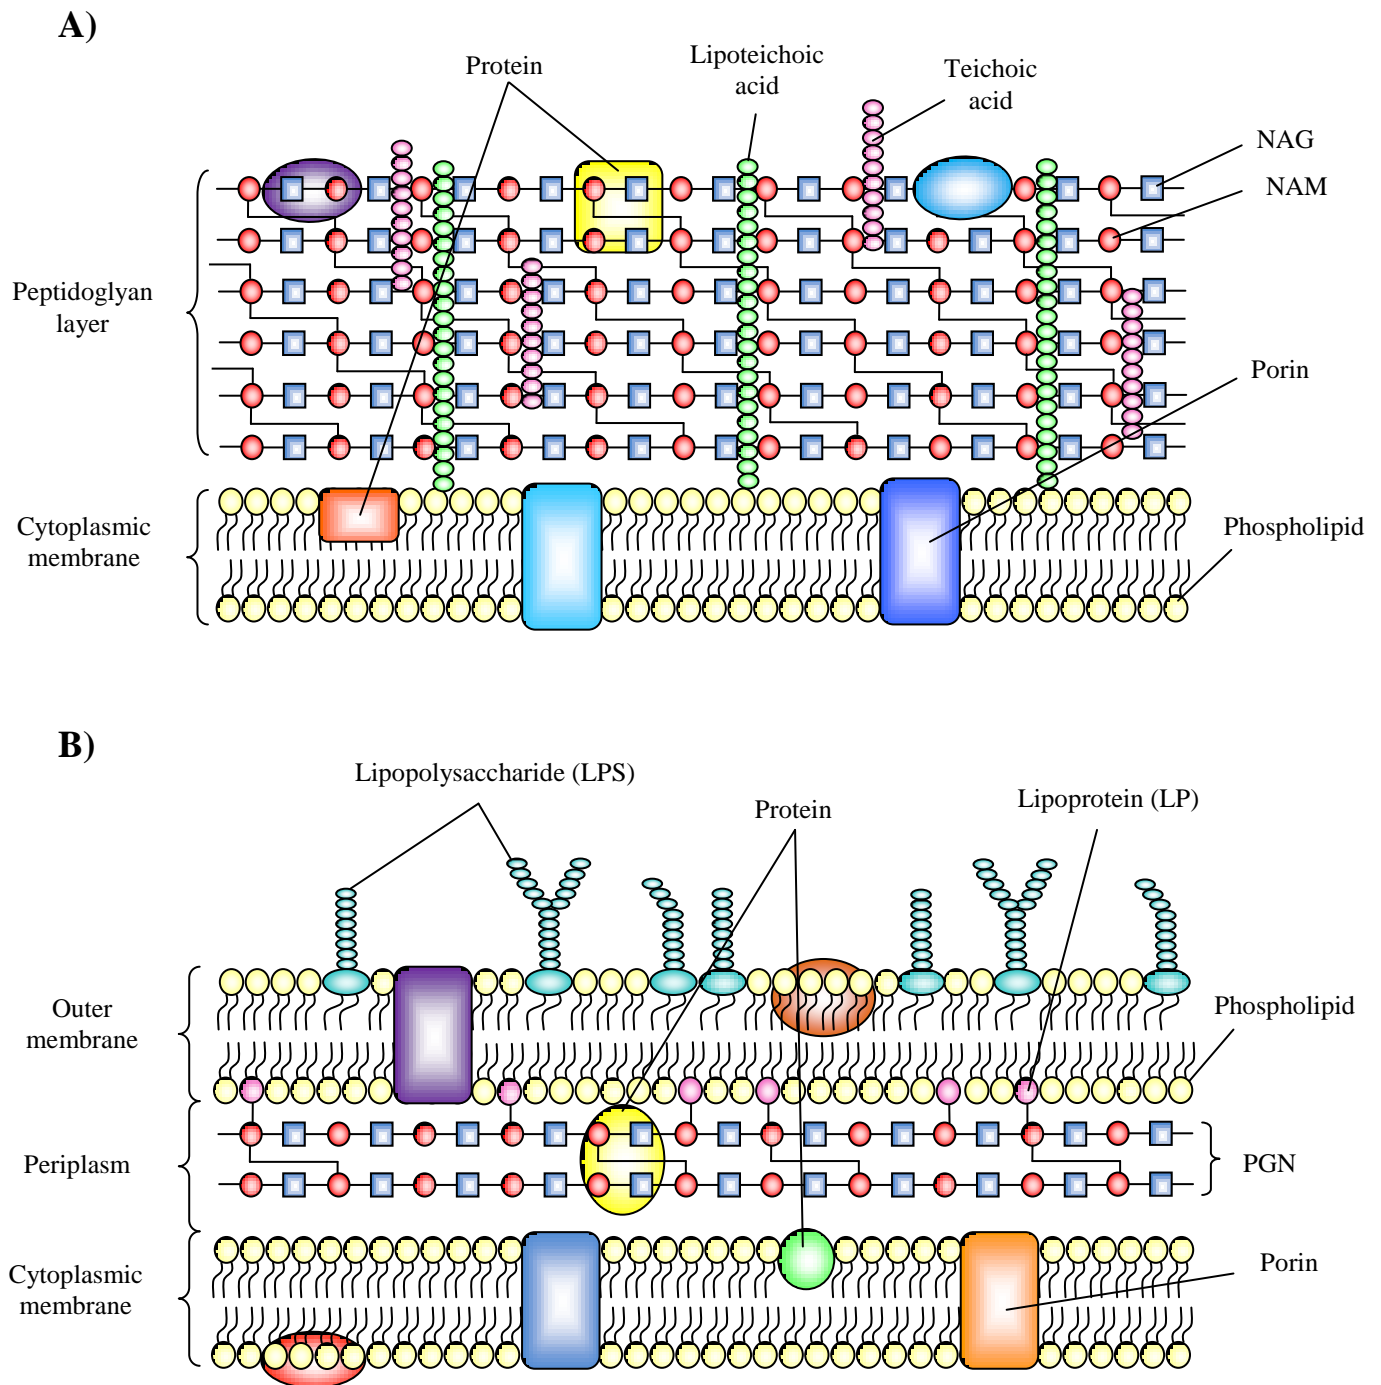 A)
Protein
Lipoteichoic
acid
Teichoic
acid
NAG
NAM
Peptidoglyan
layer
Porin
Cytoplasmic
membrane
Phospholipid
B)
Lipopolysaccharide (LPS)
Protein
Lipoprotein (LP)
Outer
membrane
Phospholipid
Periplasm
PGN
Cytoplasmic
membrane
Porin